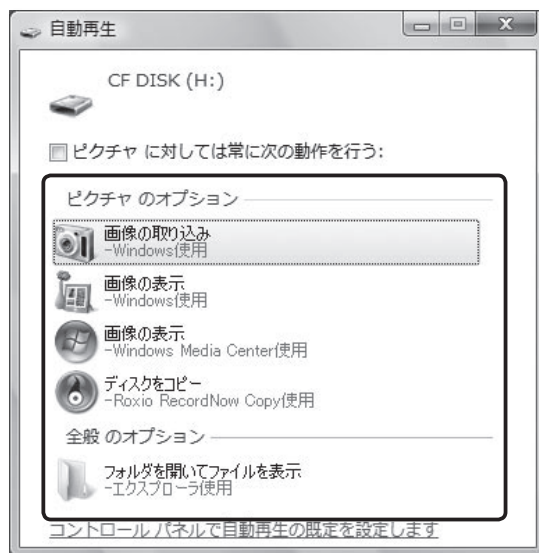 自動再生
CF DISK (H:)
ピクチャ に対しては常に次の動作を行う:
ピクチャ のオプション
画像の取り込み
-Windows使用
画像の表示
-Windows使用
画像の表示
-Windows Media Center使用
ディスクをコピー
-Roxio RecordNow Copy使用
全般 のオプション
フォルダを開いてファイルを表示
-エクスプローラ使用
コントロール パネルで自動再生の既定を設定します